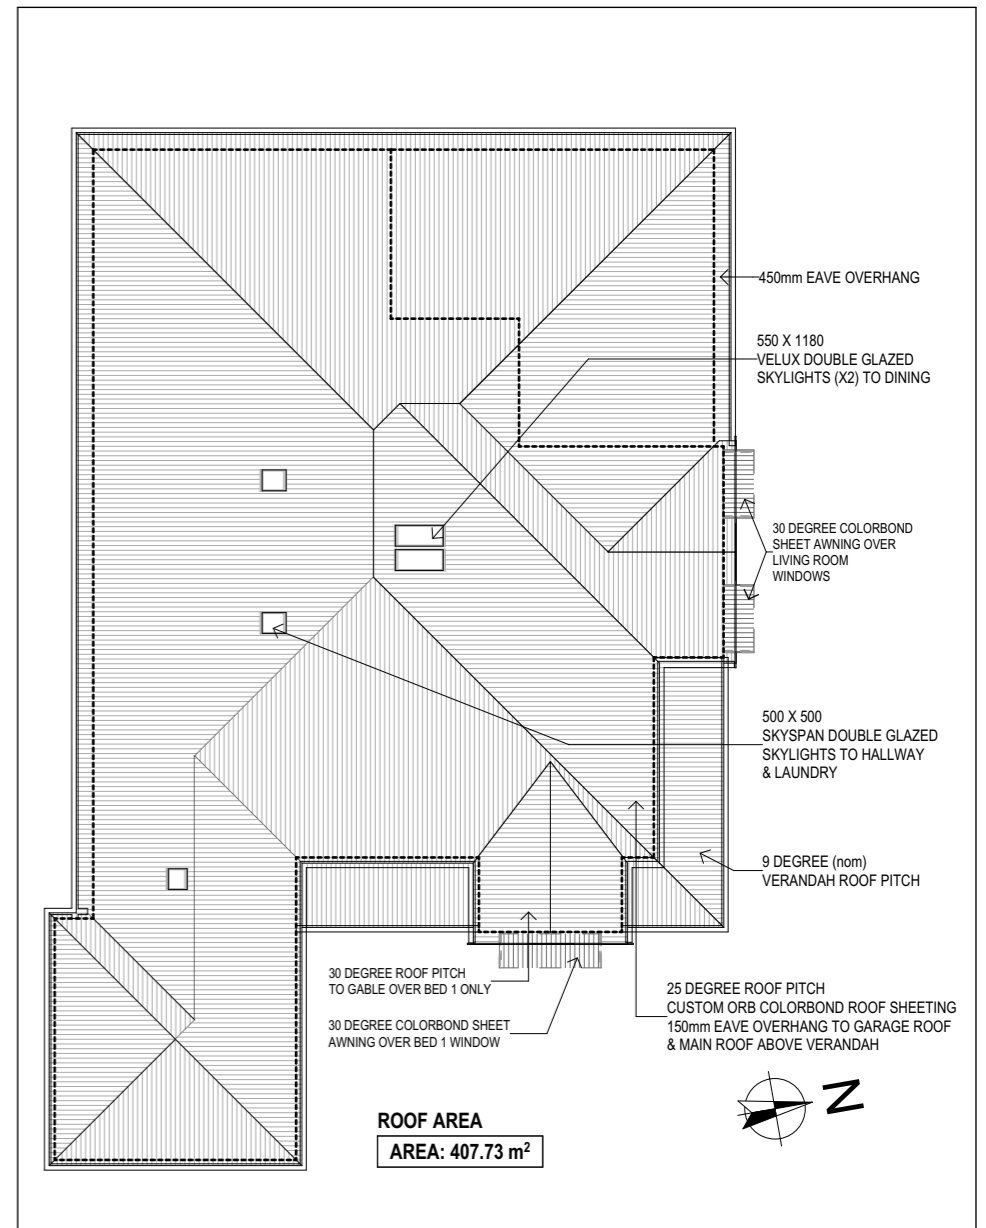 450mm EAVE OVERHANG
550 X 1180
VELUX DOUBLE GLAZED
SKYLIGHTS (X2) TO DINING
30 DEGREE COLORBOND
SHEET AWNING OVER
LIVING ROOM
WINDOWS
500 X 500
SKYSPAN DOUBLE GLAZED
SKYLIGHTS TO HALLWAY
& LAUNDRY
9 DEGREE (nom)
VERANDAH ROOF PITCH
30 DEGREE ROOF PITCH
TO GABLE OVER BED 1 ONLY
30 DEGREE COLORBOND SHEET
AWNING OVER BED 1 WINDOW
25 DEGREE ROOF PITCH
CUSTOM ORB COLORBOND ROOF SHEETING
150mm EAVE OVERHANG TO GARAGE ROOF
& MAIN ROOF ABOVE VERANDAH
N
ROOF AREA
AREA: 407.73 m²